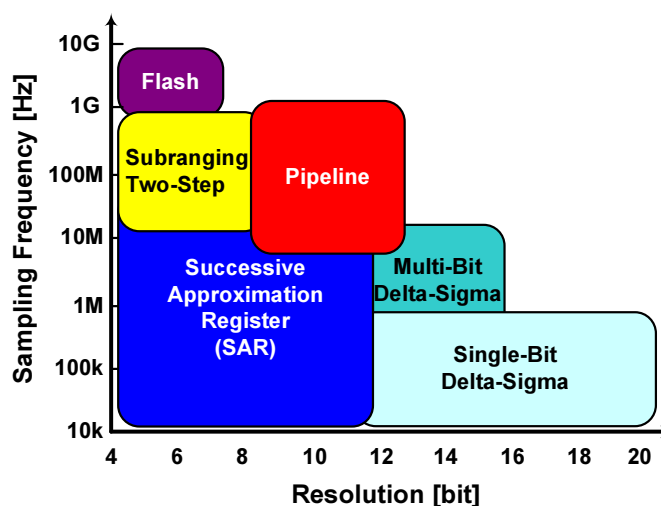 Sampling Frequency [Hz]
10G
1G
100M
10M
1M
100k
10k
Flash
Subranging
Two-Step
Pipeline
Successive
Approximation
Register
(SAR)
Multi-Bit
Delta-Sigma
Single-Bit
Delta-Sigma
4 6 8 10 12 14 16 18 20
Resolution [bit]